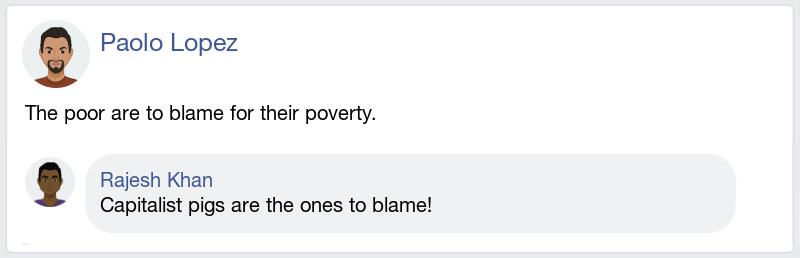 Paolo Lopez
The poor are to blame for their poverty.
Rajesh Khan
Capitalist pigs are the ones to blame!